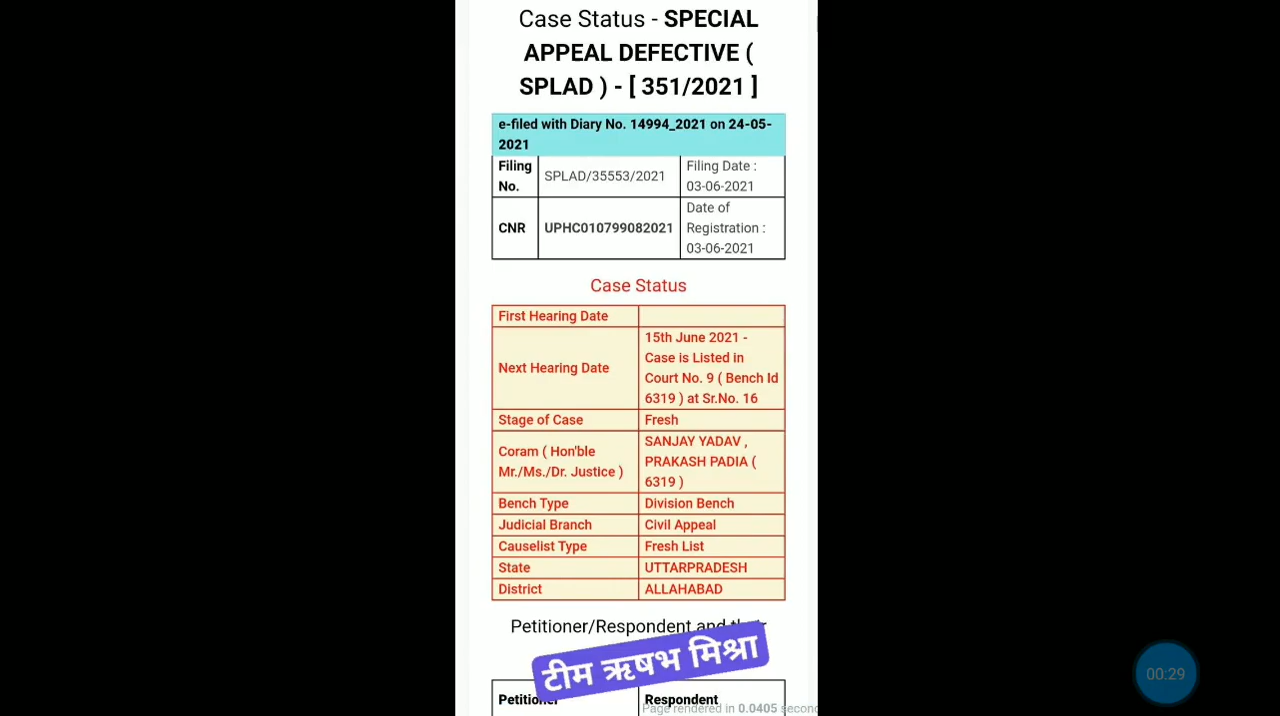 Case Status - SPECIAL
APPEAL DEFECTIVE (
SPLAD ) - [ 351/2021 ]
e-filed with Diary No. 14994_2021 on 24-05-
2021
Filing
No.
SPLAD/35553/2021
Filing Date :
03-06-2021
CNR
UPHC010799082021
Date of
Registration :
03-06-2021
Case Status
First Hearing Date
Next Hearing Date
15th June 2021 -
Case is Listed in
Court No. 9 ( Bench Id
6319 ) at Sr.No. 16
Stage of Case
Fresh
Coram ( Hon'ble
Mr./Ms./Dr. Justice )
SANJAY YADAV ,
PRAKASH PADIA (
6319 )
Bench Type
Division Bench
Judicial Branch
Civil Appeal
Causelist Type
Fresh List
State
UTTARPRADESH
District
ALLAHABAD
Petitioner/Respondent and their
टीम ऋषभ मिश्रा
Petitioner
Respondent
Page rendered in 0.0405 second
00:29